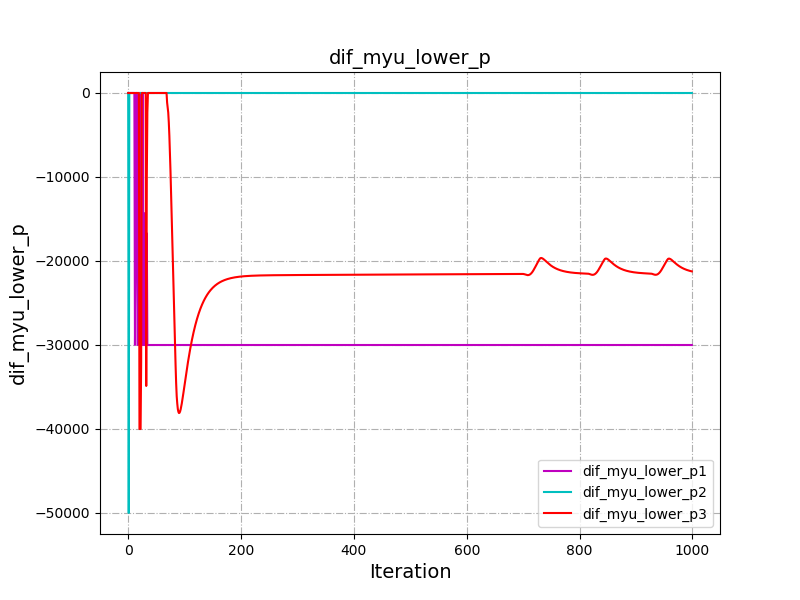 dif_myu_lower_p
dif_myu_lower_p
0
−10000
−20000
−30000
−40000
−50000
0
200
400
600
800
1000
Iteration
dif_myu_lower_p1
dif_myu_lower_p2
dif_myu_lower_p3